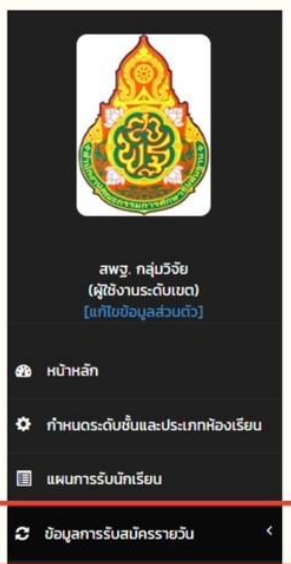 สพฐ. กลุ่มวิจัย
(ผู้ใช้งานระดับเขต)
[แก้ไขข้อมูลส่วนตัว]
หน้าหลัก
กำหนดระดับชั้นและประเภทห้องเรียน
แผนการรับนักเรียน
ข้อมูลการรับสมัครรายวัน